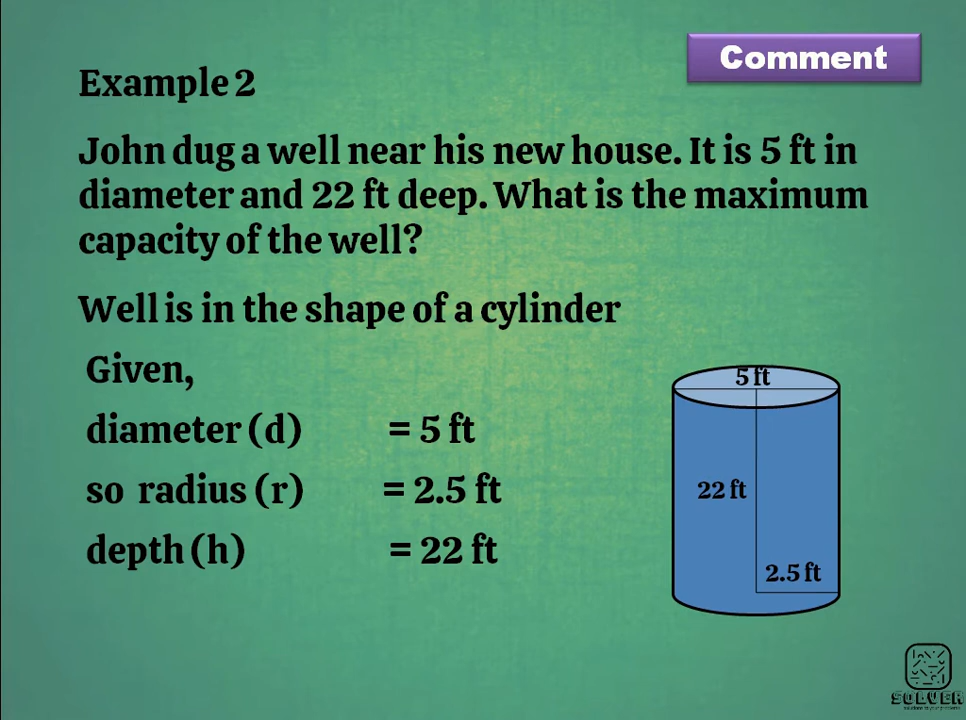 Comment
Example 2
John dug a well near his new house. It is 5 ft in
diameter and 22 ft deep. What is the maximum
capacity of the well?
Well is in the shape of a cylinder
Given,
diameter (d) = 5 ft
so radius (r) = 2.5 ft
depth (h) = 22 ft
5 ft
22 ft
2.5 ft
SOLVER